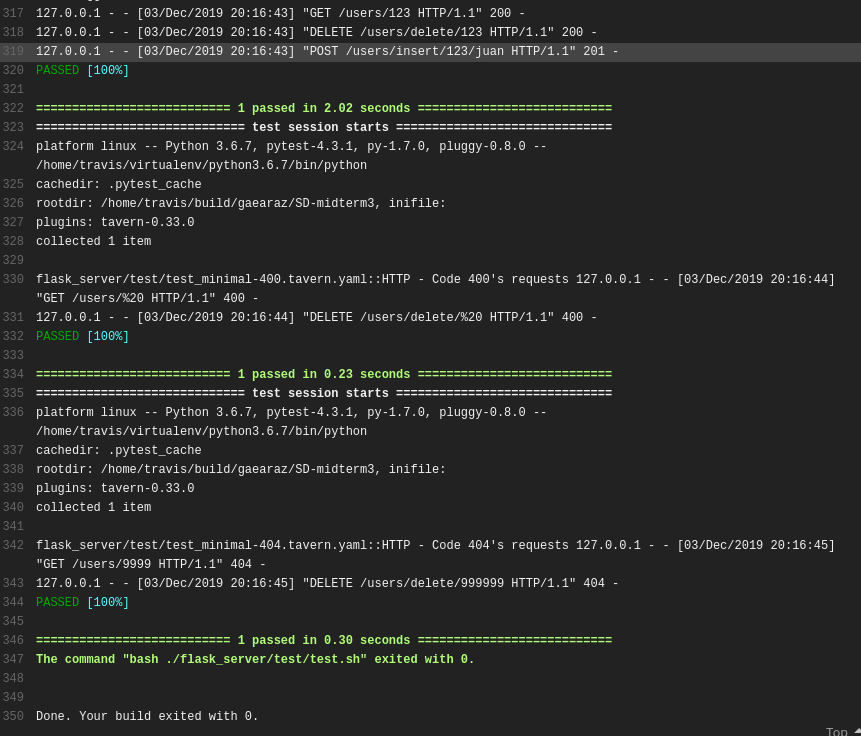 317 127.0.0.1 - - [03/Dec/2019 20:16:43] "GET /users/123 HTTP/1.1" 200 -
318 127.0.0.1 - - [03/Dec/2019 20:16:43] "DELETE /users/delete/123 HTTP/1.1" 200 -
319 127.0.0.1 - - [03/Dec/2019 20:16:43] "POST /users/insert/123/juan HTTP/1.1" 201 -
320 PASSED [100%]
321
322 =========================== 1 passed in 2.02 seconds ===========================
323 ============================= test session starts ==============================
324 platform linux -- Python 3.6.7, pytest-4.3.1, py-1.7.0, pluggy-0.8.0 --
/home/travis/virtualenv/python3.6.7/bin/python
325 cachedir: .pytest_cache
326 rootdir: /home/travis/build/gaearaz/SD-midterm3, inifile:
327 plugins: tavern-0.33.0
328 collected 1 item
329
330 flask_server/test/test_minimal-400.tavern.yaml::HTTP - Code 400's requests 127.0.0.1 - - [03/Dec/2019 20:16:44]
"GET /users/%20 HTTP/1.1" 400 -
331 127.0.0.1 - - [03/Dec/2019 20:16:44] "DELETE /users/delete/%20 HTTP/1.1" 400 -
332 PASSED [100%]
333
334 =========================== 1 passed in 0.23 seconds ===========================
335 ============================= test session starts ==============================
336 platform linux -- Python 3.6.7, pytest-4.3.1, py-1.7.0, pluggy-0.8.0 --
/home/travis/virtualenv/python3.6.7/bin/python
337 cachedir: .pytest_cache
338 rootdir: /home/travis/build/gaearaz/SD-midterm3, inifile:
339 plugins: tavern-0.33.0
340 collected 1 item
341
342 flask_server/test/test_minimal-404.tavern.yaml::HTTP - Code 404's requests 127.0.0.1 - - [03/Dec/2019 20:16:45]
"GET /users/9999 HTTP/1.1" 404 -
343 127.0.0.1 - - [03/Dec/2019 20:16:45] "DELETE /users/delete/999999 HTTP/1.1" 404 -
344 PASSED [100%]
345
346 =========================== 1 passed in 0.30 seconds ===========================
347 The command "bash ./flask_server/test/test.sh" exited with 0.
348
349
350 Done. Your build exited with 0.
Top